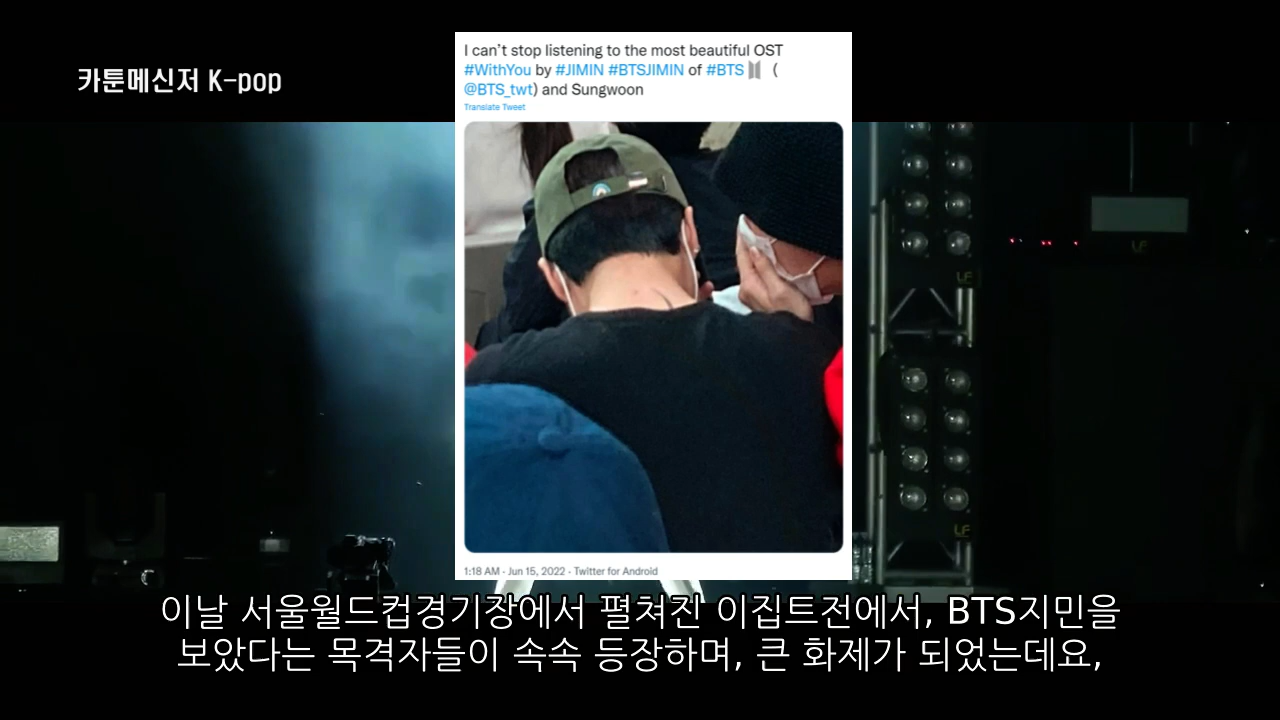 카툰메신저 K-pop
I can't stop listening to the most beautiful OST
#WithYou by #JIMIN #BTSJIMIN of #BTS (
@BTS_twt) and Sungwoon
Translate Tweet
LF
LF
LF
1:18 AM · Jun 15, 2022 · Twitter for Android
이날 서울월드컵경기장에서 펼쳐진 이집트전에서, BTS지민을
보았다는 목격자들이 속속 등장하며, 큰 화제가 되었는데요,